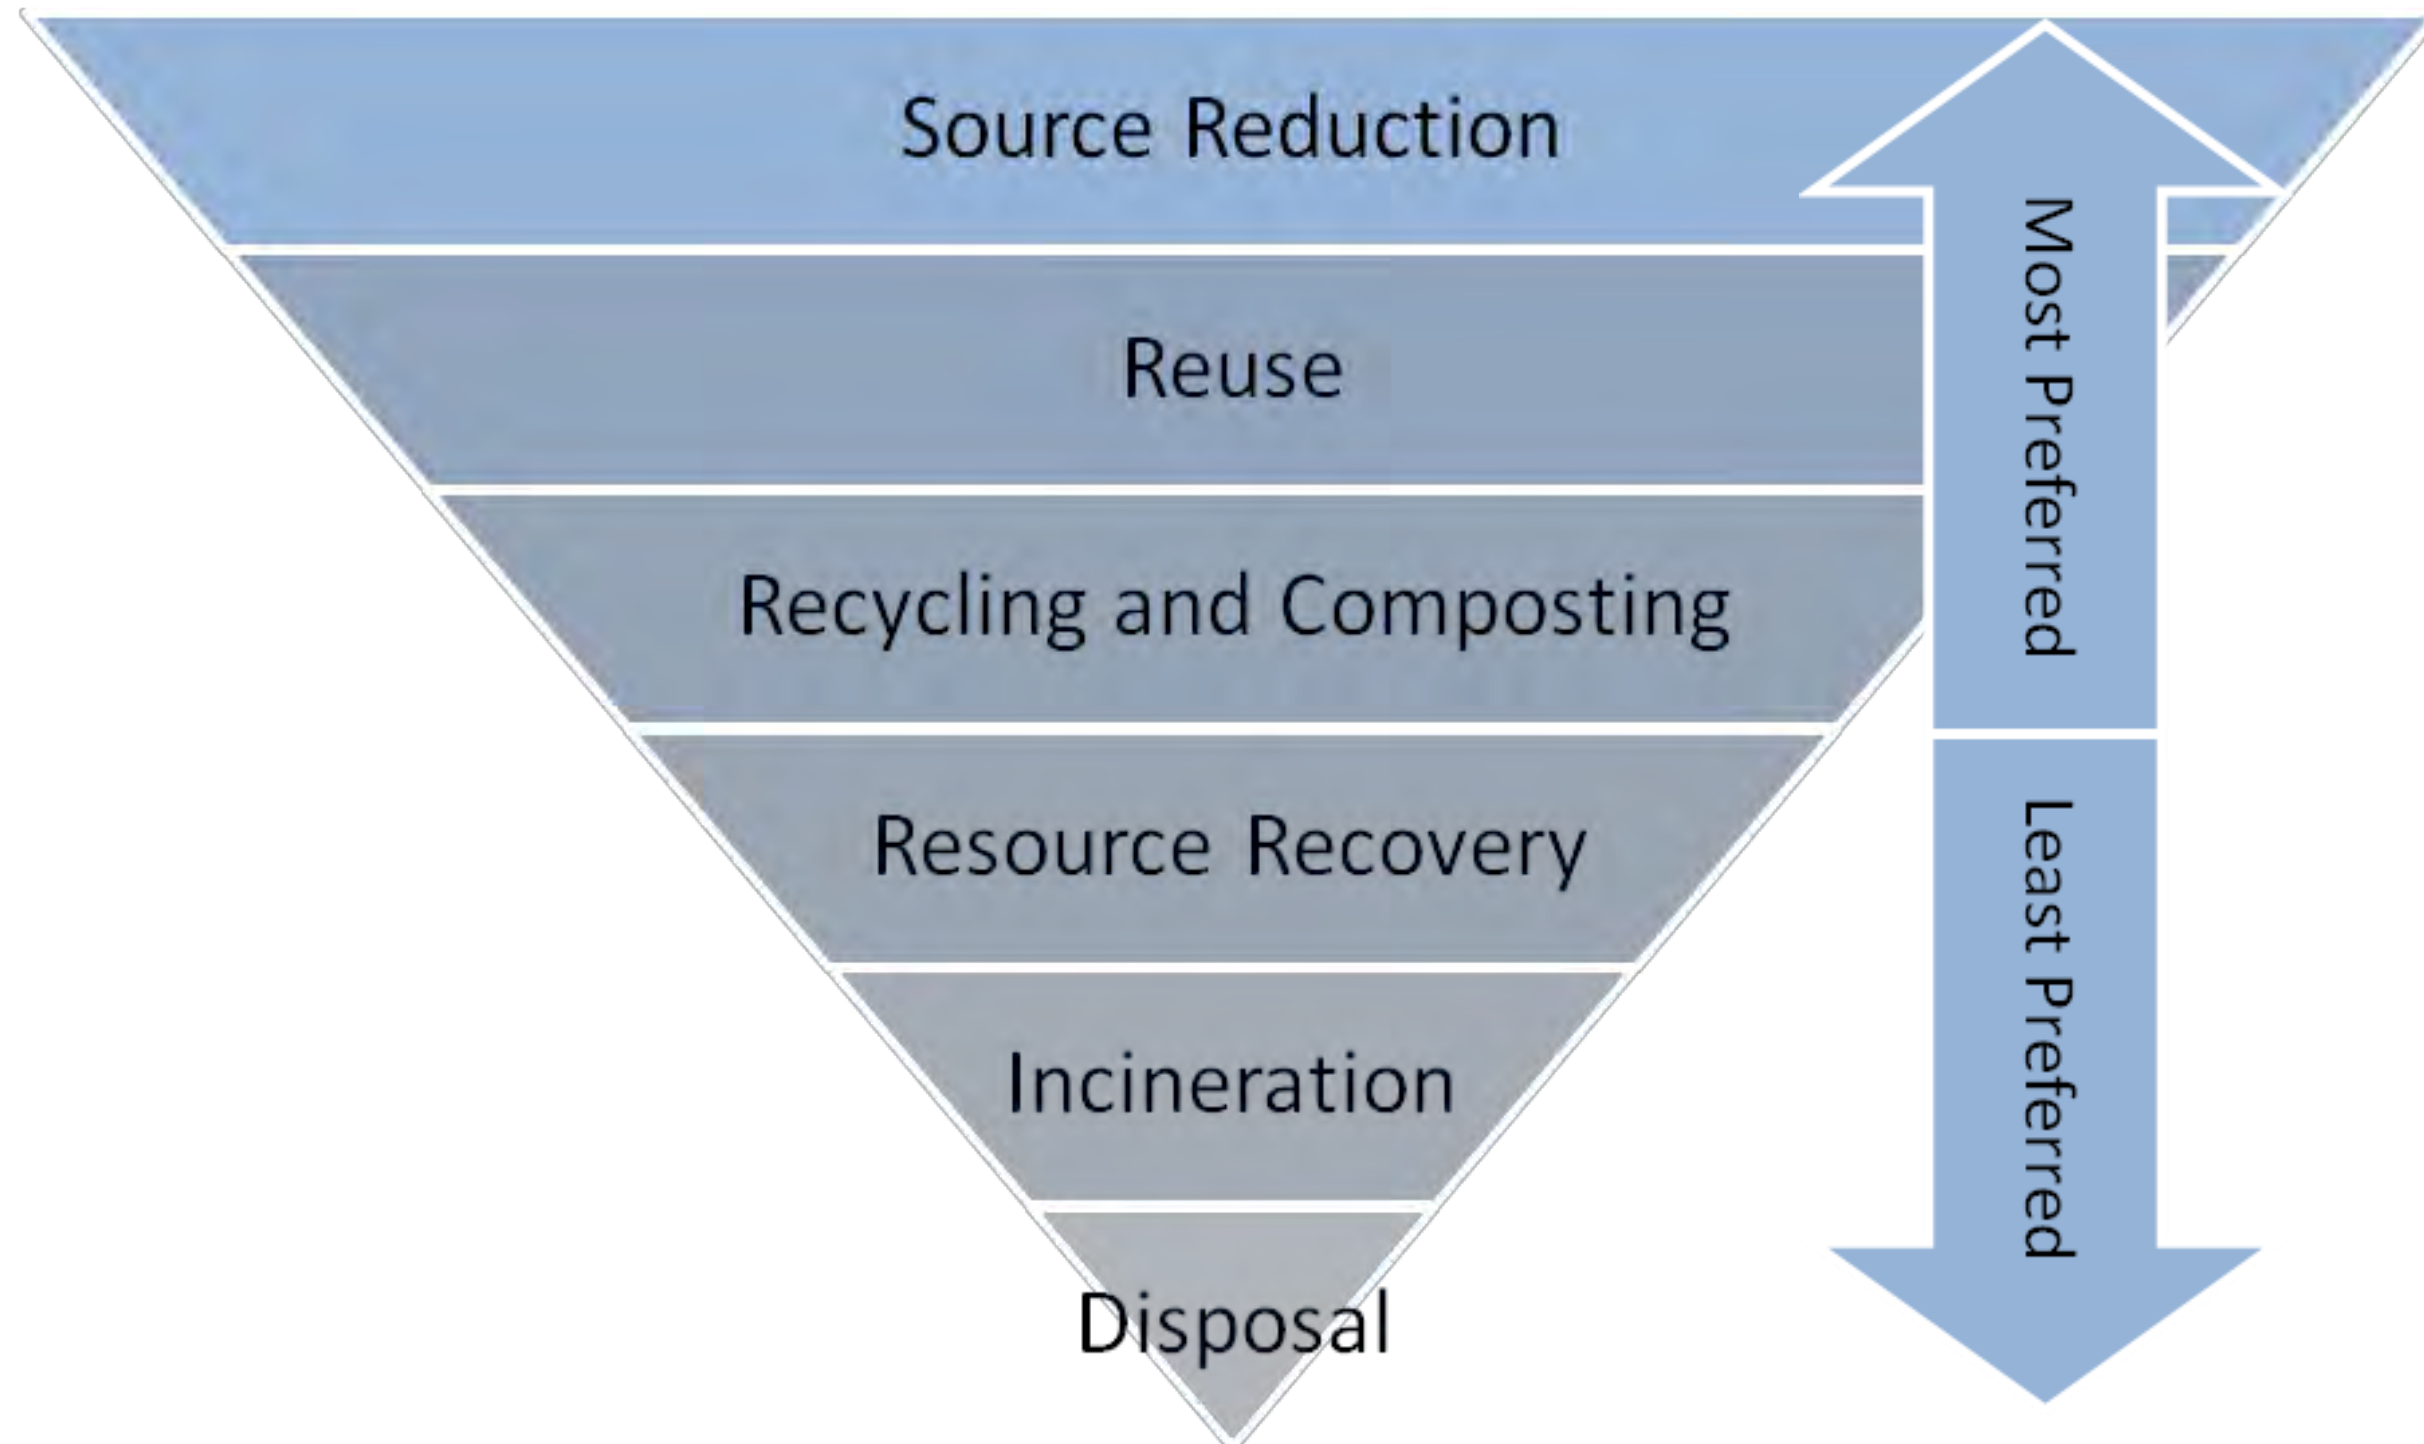 Source Reduction
Reuse
Recycling and Composting
Resource Recovery
Incineration
Disposal
Most Preferred
Least Preferred